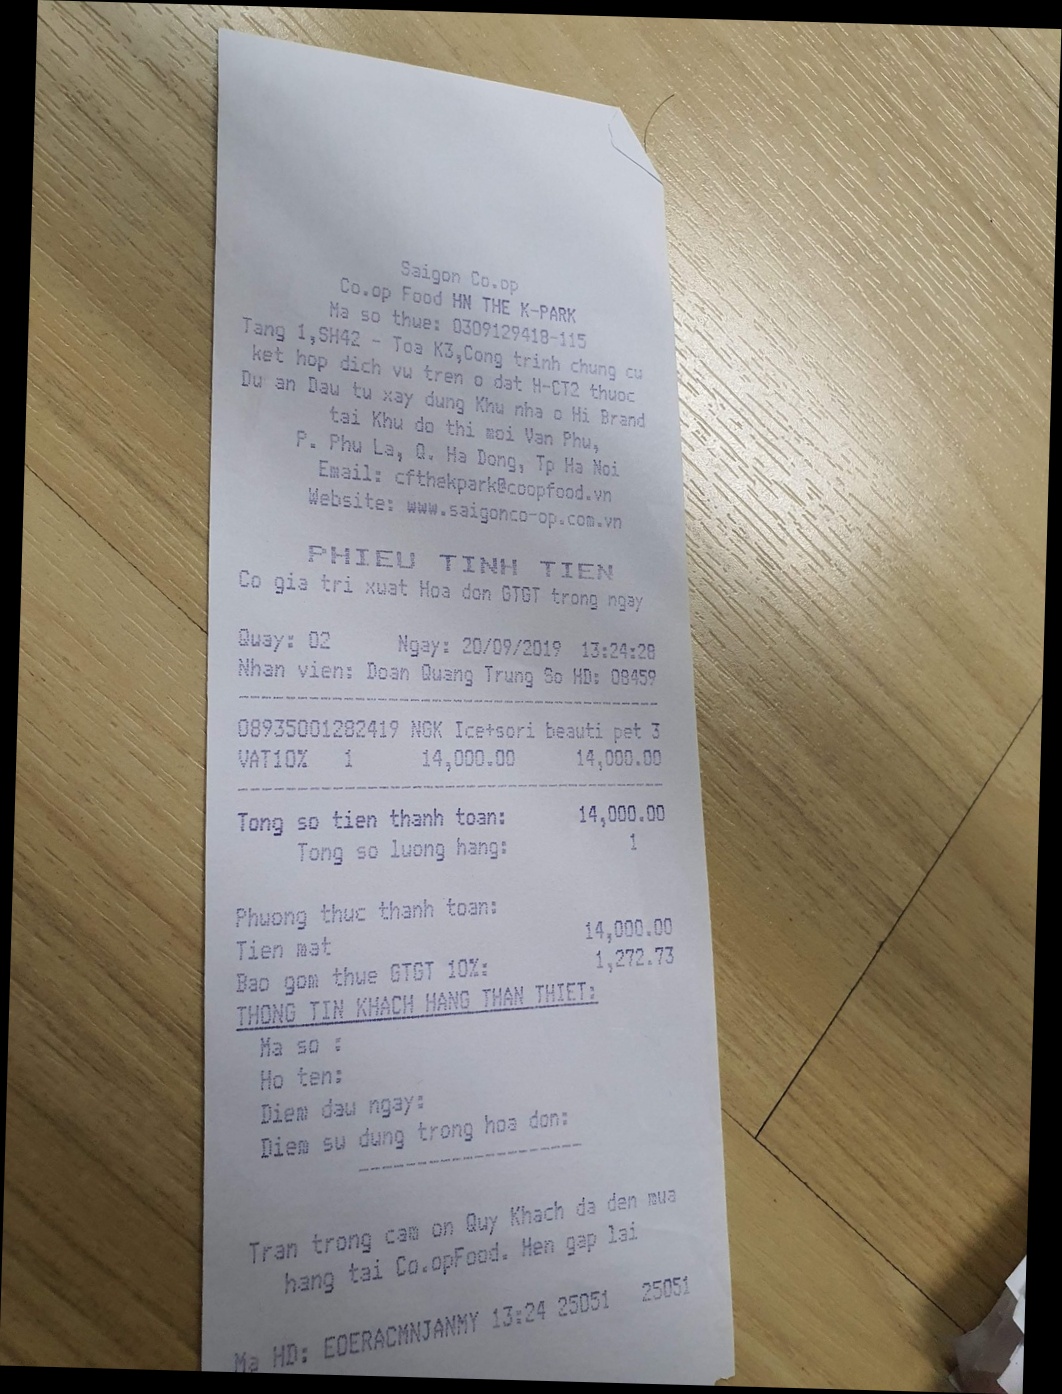 Saigon Co.op
Co.op Food HN THE K-PARK
Ma so thue: 0309129418-115
Tang 1,SH42 - Toa K3,Cong trinh chung cu
ket hop dich vu tren o dat H-CT2 thuoc
Du an Dau tu xay dung Khu nha o Hi Brand
tai Khu do thi moi Van Phu,
P. Phu La, Q. Ha Dong, Tp Ha Noi
Email: cfthekpark@coopfood.vn
Website: www.saigonco-op.com.vn
PHIEU TINH TIEN
Co gia tri xuat Hoa don GTGT trong ngay
Quay: 02 Ngay: 20/09/2019 13:24:28
Nhan vien: Doan Quang Trung So HD: 08459
08935001282419 NGK Ice+sori beauti pet 3
VAT10% 1 14,000.00 14,000.00
Tong so tien thanh toan: 14,000.00
Tong so luong hang: 1
Phuong thuc thanh toan:
Tien mat 14,000.00
Bao gom thue GTGT 10%: 1,272.73
THONG TIN KHACH HANG THAN THIET:
Ma so :
Ho ten:
Diem dau ngay:
Diem su dung trong hoa don:
Tran trong cam on Quy Khach da den mua
hang tai Co.opFood. Hen gap lai
Ma HD: EOERACMNJANMY 13:24 25051 25051